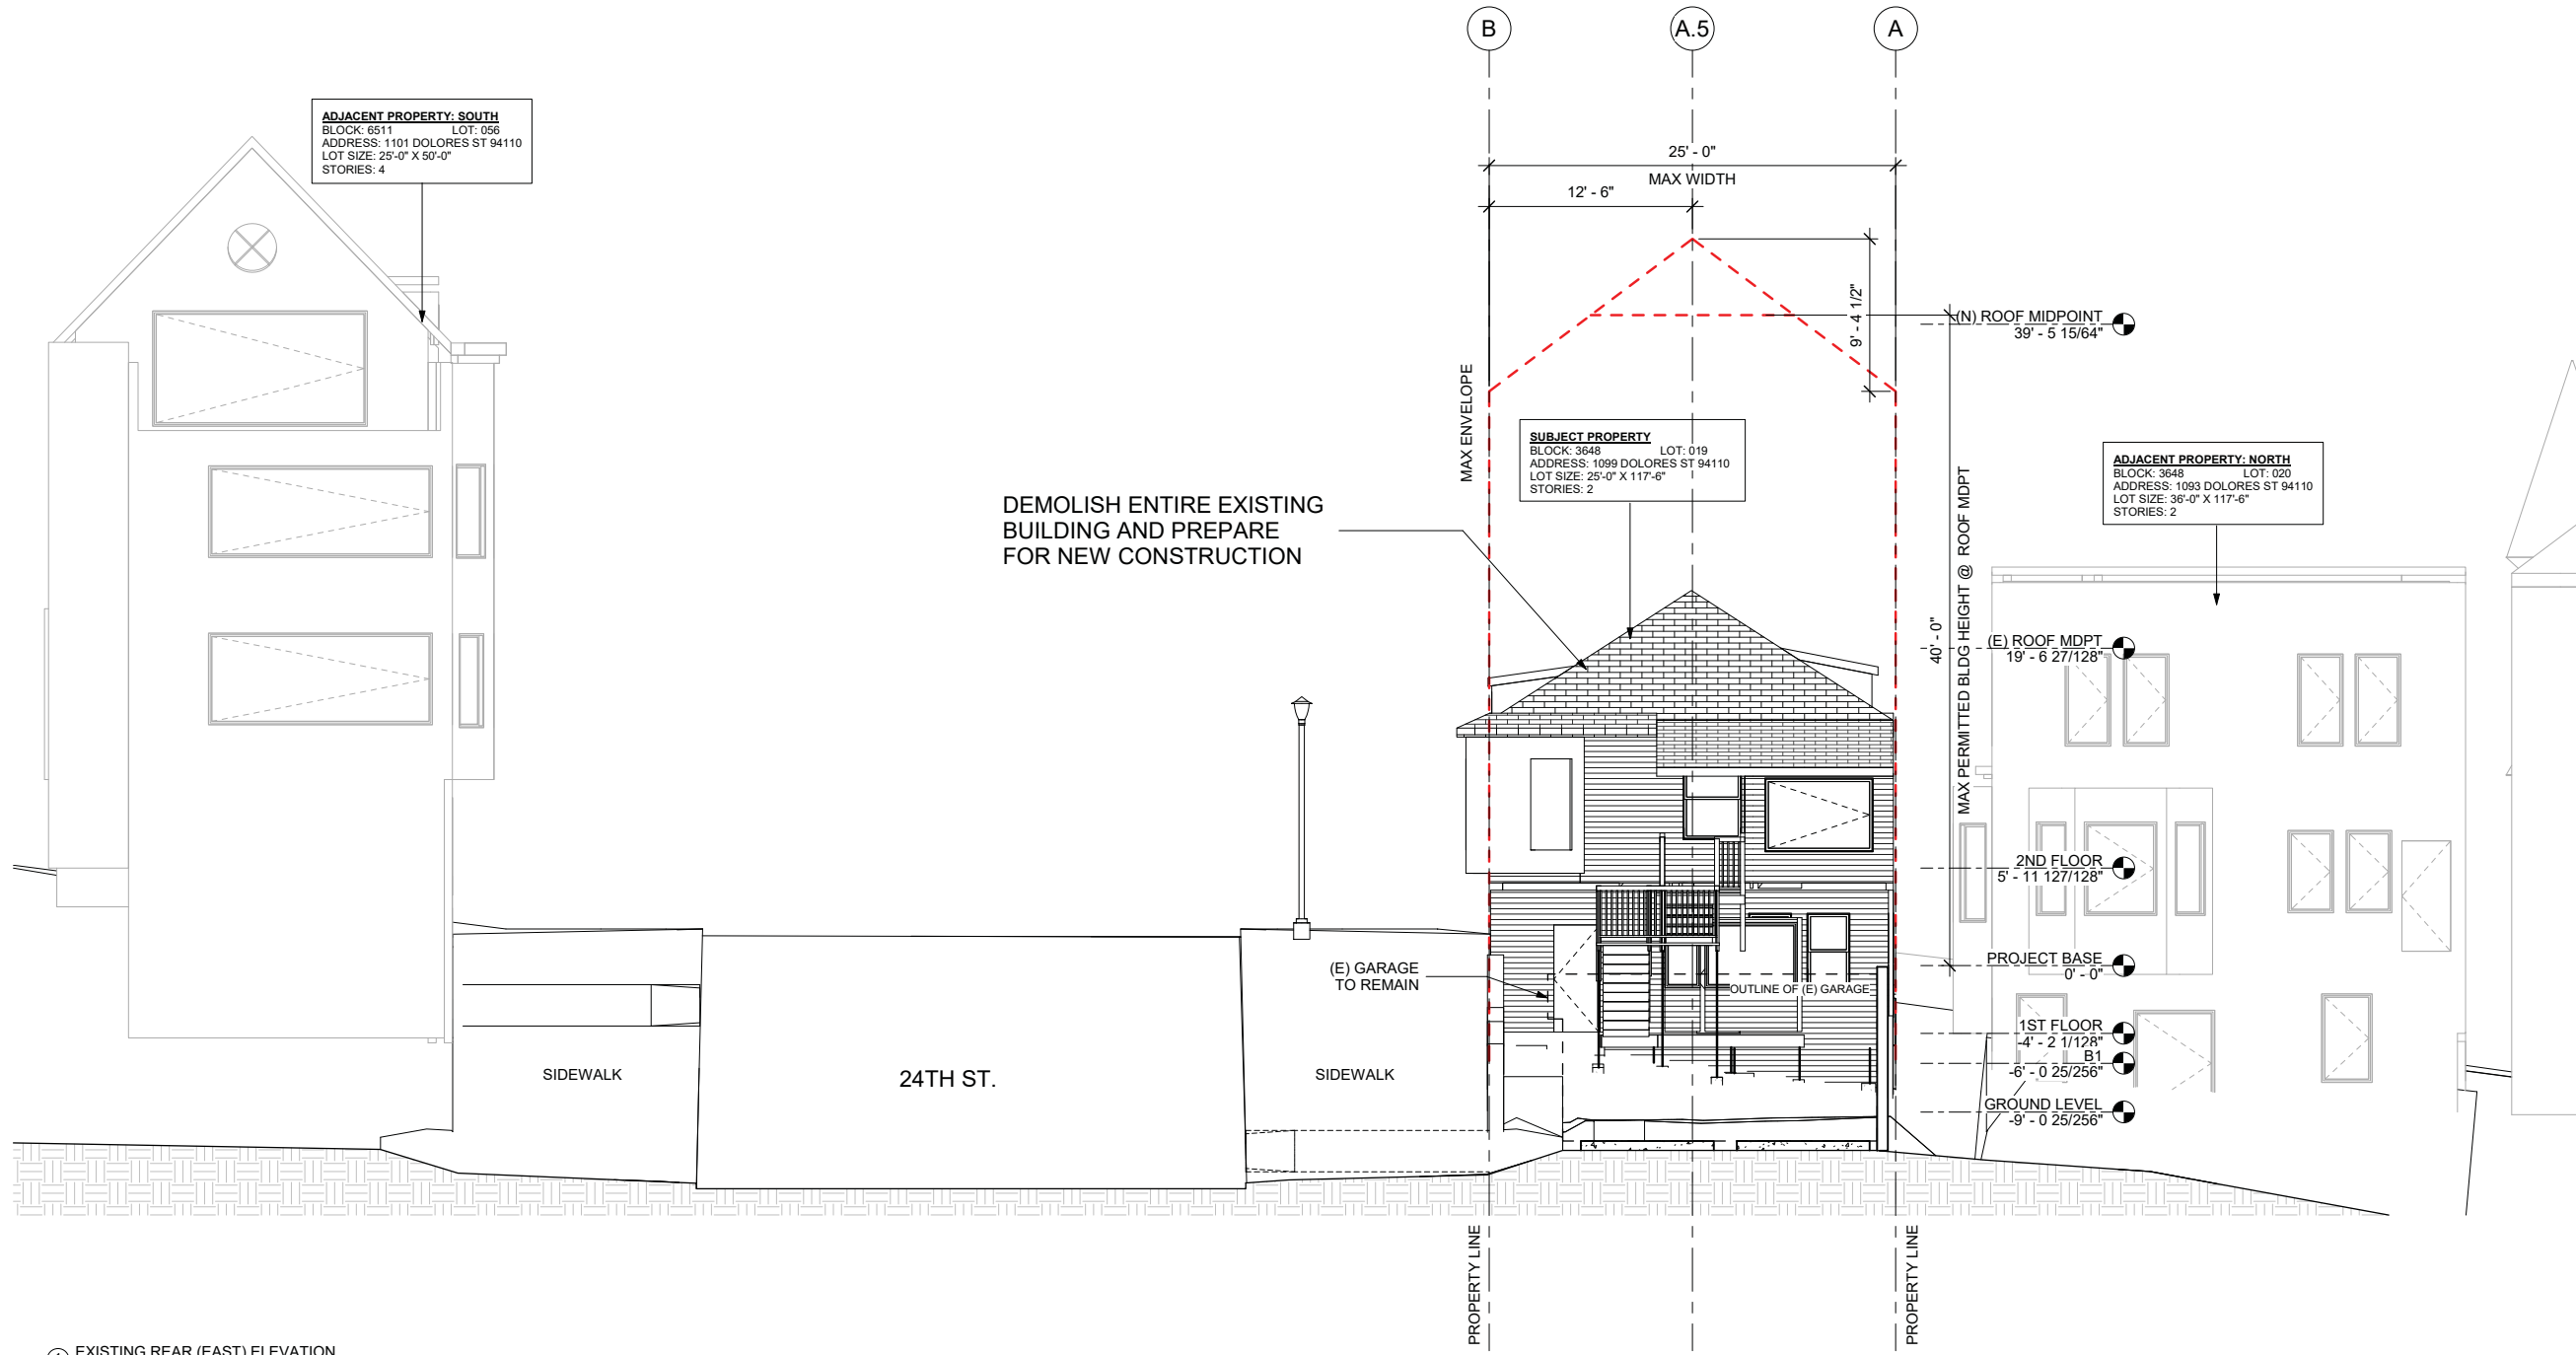 B
A.5
A
ADJACENT PROPERTY: SOUTH
BLOCK: 6511 LOT: 056
ADDRESS: 1101 DOLORES ST 94110
LOT SIZE: 25'-0" X 50'-0"
STORIES: 4
25' - 0"
MAX WIDTH
12' - 6"
9' - 4 1/2"
(N) ROOF MIDPOINT
39' - 5 15/64"
MAX ENVELOPE
SUBJECT PROPERTY
BLOCK: 3648 LOT: 019
ADDRESS: 1099 DOLORES ST 94110
LOT SIZE: 25'-0" X 117'-6"
STORIES: 2
ADJACENT PROPERTY: NORTH
BLOCK: 3648 LOT: 020
ADDRESS: 1093 DOLORES ST 94110
LOT SIZE: 36'-0" X 117'-6"
STORIES: 2
DEMOLISH ENTIRE EXISTING
BUILDING AND PREPARE
FOR NEW CONSTRUCTION
40' - 0"
MAX PERMITTED BLDG HEIGHT @ ROOF MDPT
(E) ROOF MDPT
19' - 6 27/128"
2ND FLOOR
5' - 11 127/128"
(E) GARAGE
TO REMAIN
OUTLINE OF (E) GARAGE
PROJECT BASE
0' - 0"
1ST FLOOR
-4' - 2 1/128"
B1
-6' - 0 25/256"
GROUND LEVEL
-9' - 0 25/256"
SIDEWALK
24TH ST.
SIDEWALK
PROPERTY LINE
PROPERTY LINE
EXISTING REAR (EAST) ELEVATION